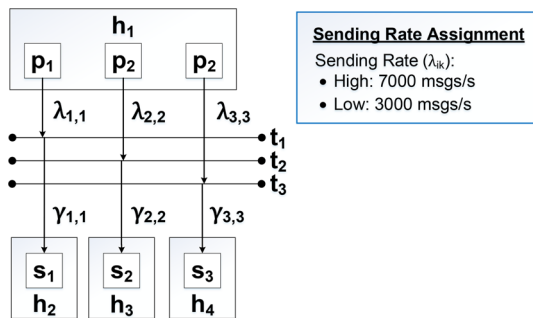 h1
p1 p2 p2
λ1,1 λ2,2 λ3,3
t1
t2
t3
γ1,1 γ2,2 γ3,3
s1 s2 s3
h2 h3 h4
Sending Rate Assignment
Sending Rate (λik):
• High: 7000 msgs/s
• Low: 3000 msgs/s